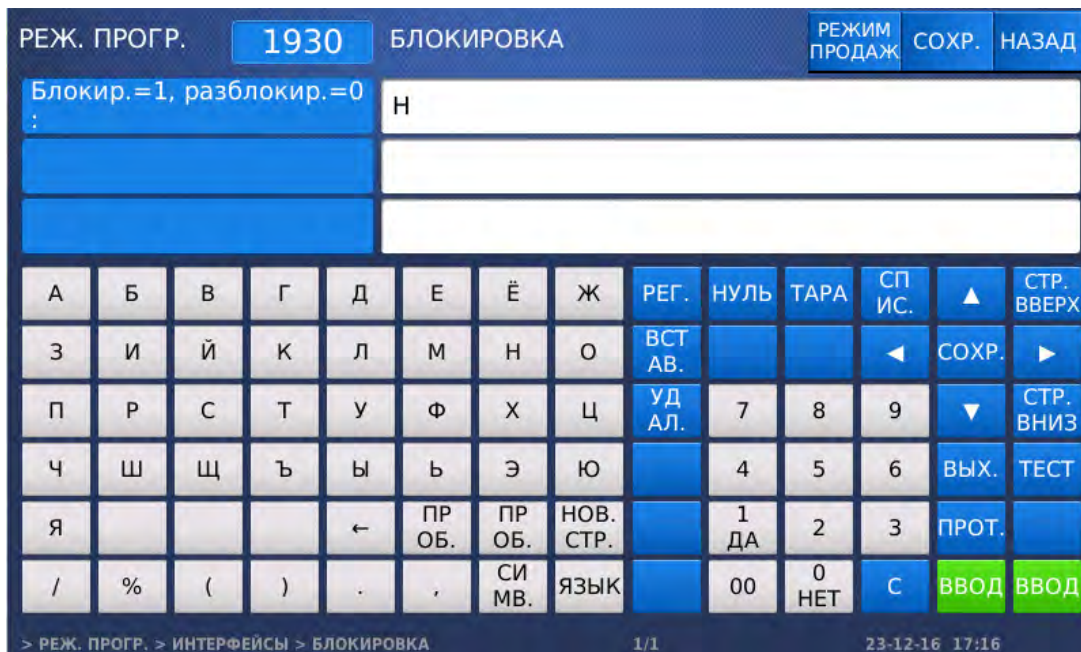 РЕЖ. ПРОГР. 1930 БЛОКИРОВКА РЕЖИМ ПРОДАЖ СОХР. НАЗАД
Блокир.=1, разблокир.=0 : Н
А Б В Г Д Е Ё Ж РЕГ. НУЛЬ ТАРА СП ИС. ▲ СТР. ВВЕРХ
З И Й К Л М Н О ВСТ АВ. ◀ СОХР. ▶
П Р С Т У Ф Х Ц УД АЛ. 7 8 9 ▼ СТР. ВНИЗ
Ч Ш Щ Ъ Ы Ь Э Ю 4 5 6 ВЫХ. ТЕСТ
Я ← ПР ОБ. ПР ОБ. НОВ. СТР. 1 ДА 2 3 ПРОТ.
/ % ( ) . , СИ МВ. ЯЗЫК 00 0 НЕТ С ВВОД ВВОД
> РЕЖ. ПРОГР. > ИНТЕРФЕЙСЫ > БЛОКИРОВКА 1/1 23-12-16 17:16